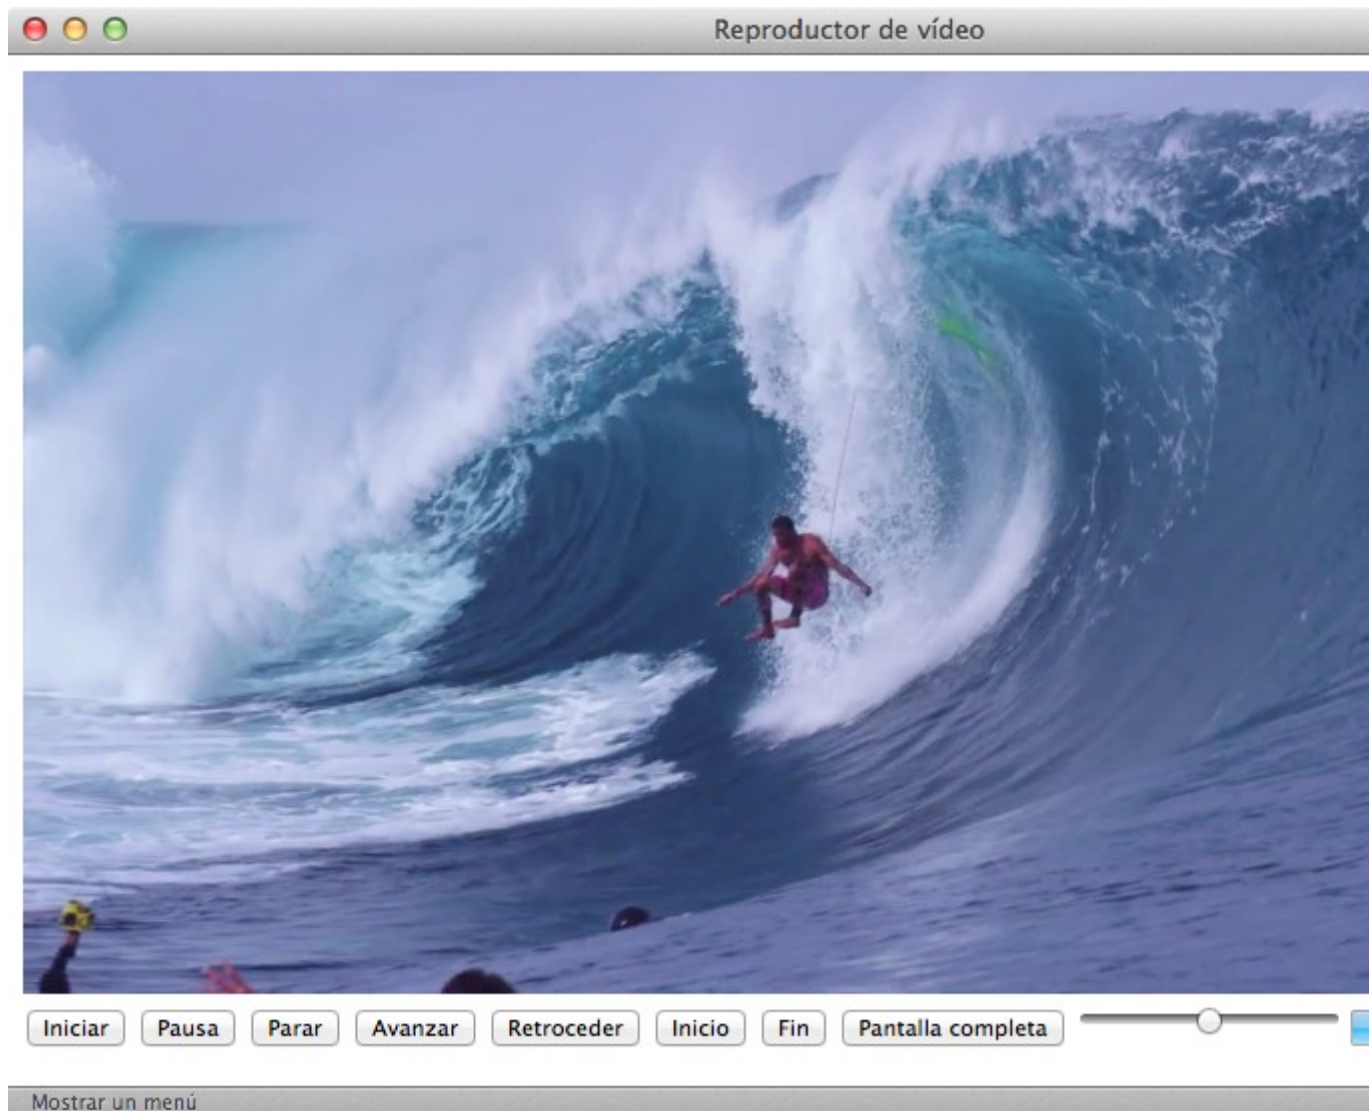 Reproductor de vídeo
Iniciar Pausa Parar Avanzar Retroceder Inicio Fin Pantalla completa
Mostrar un menú